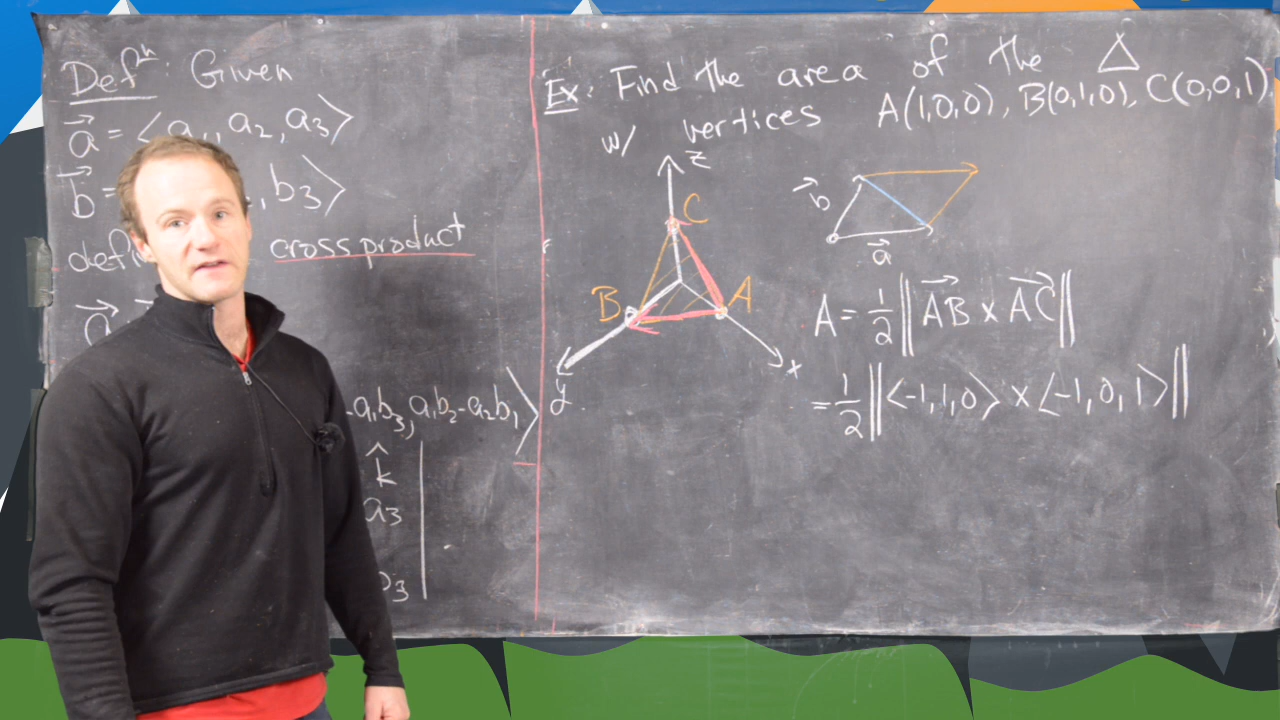 Defⁿ: Given
a⃗ = ⟨a₁, a₂, a₃⟩
b⃗ = , b₃⟩
defi cross product
a⃗
-a₁b₃, a₁b₂-a₂b₁⟩
k̂
a₃
b₃
Ex: Find the area of the Δ
w/ vertices A(1,0,0), B(0,1,0), C(0,0,1).
z
C
B
A
y
x
b⃗
a⃗
A = 1/2 ‖AB⃗ × AC⃗‖
= 1/2 ‖<-1,1,0> × <-1,0,1>‖